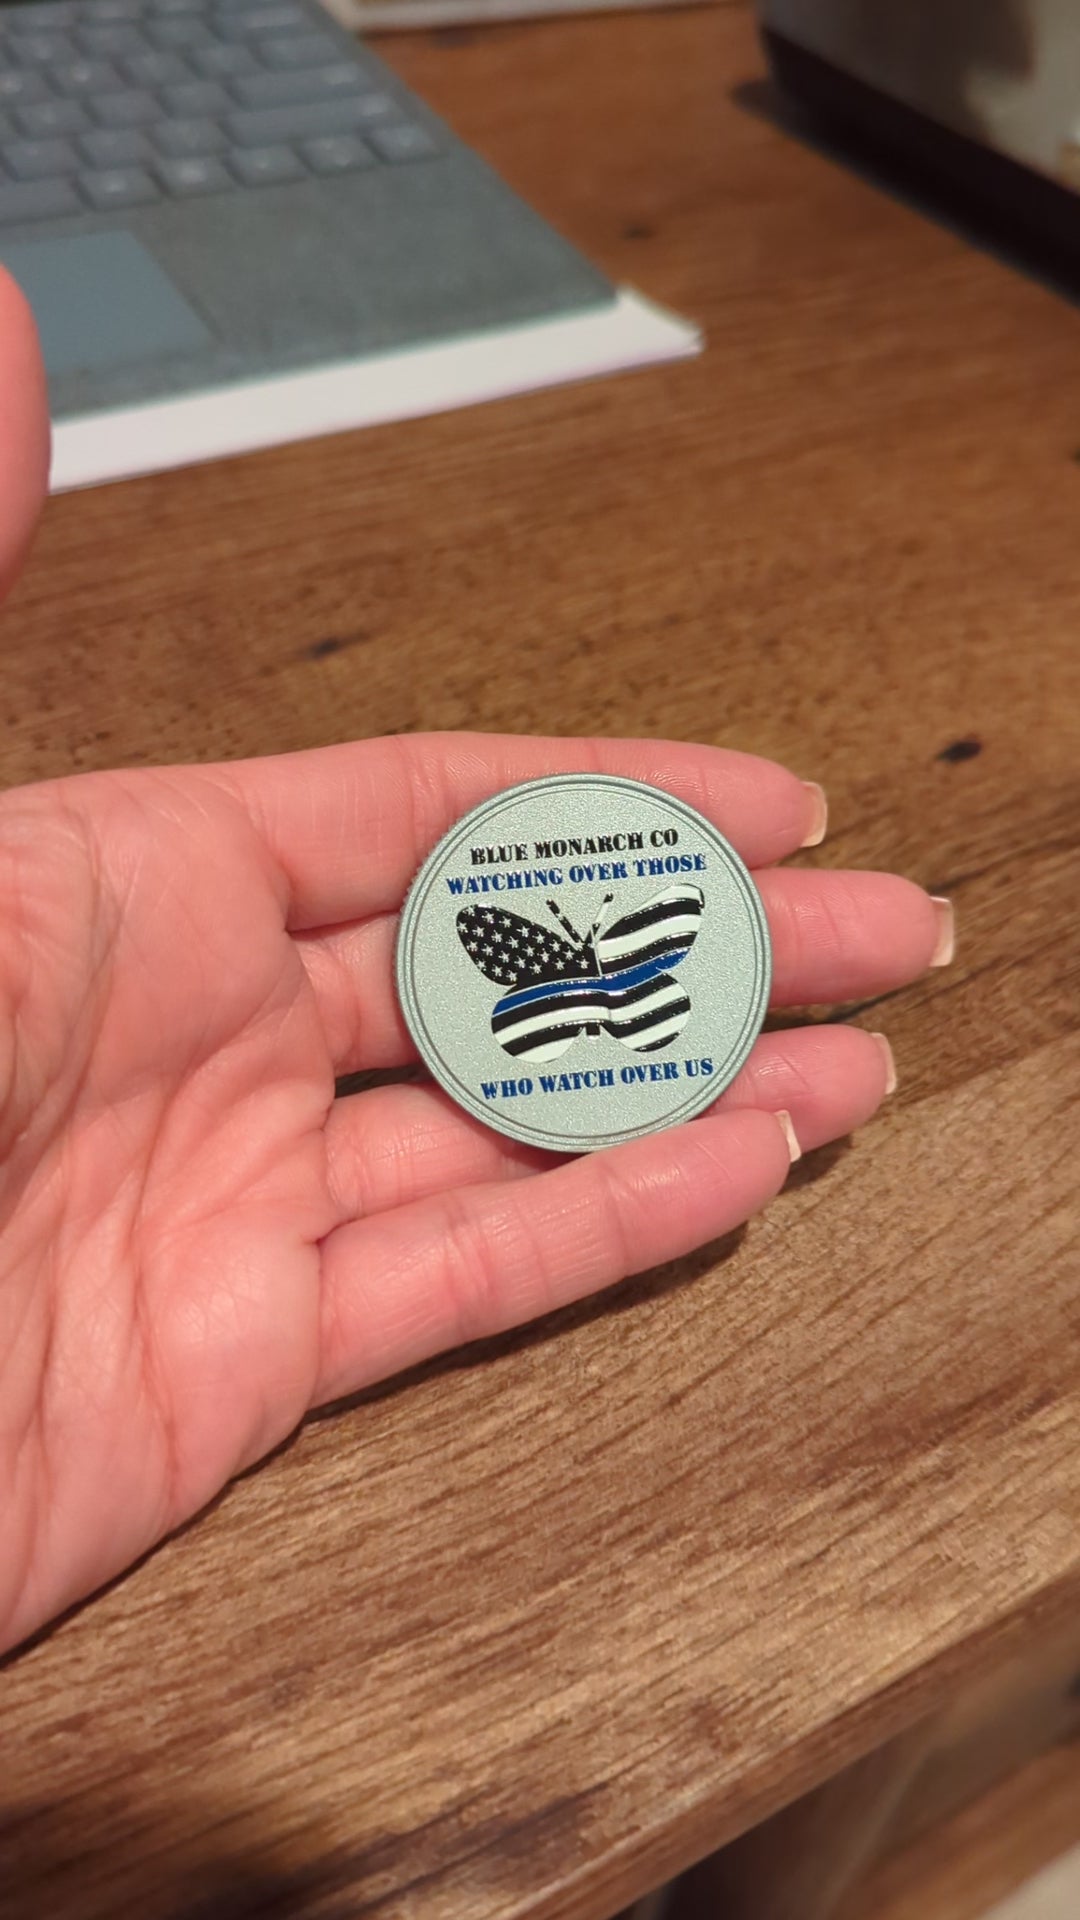 BLUE MONARCH CO
WATCHING OVER THOSE
WHO WATCH OVER US